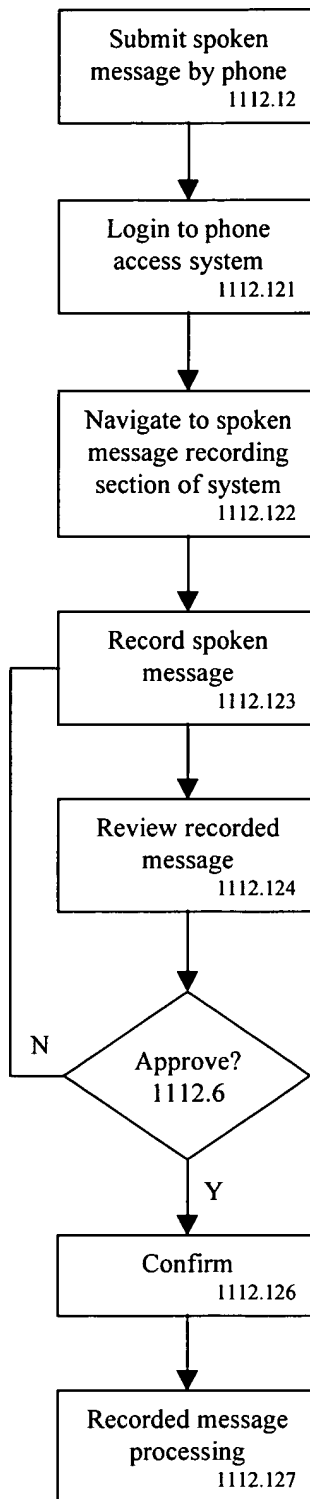 Submit spoken
message by phone
1112.12
Login to phone
access system
1112.121
Navigate to spoken
message recording
section of system
1112.122
Record spoken
message
1112.123
Review recorded
message
1112.124
N
Approve?
1112.6
Y
Confirm
1112.126
Recorded message
processing
1112.127